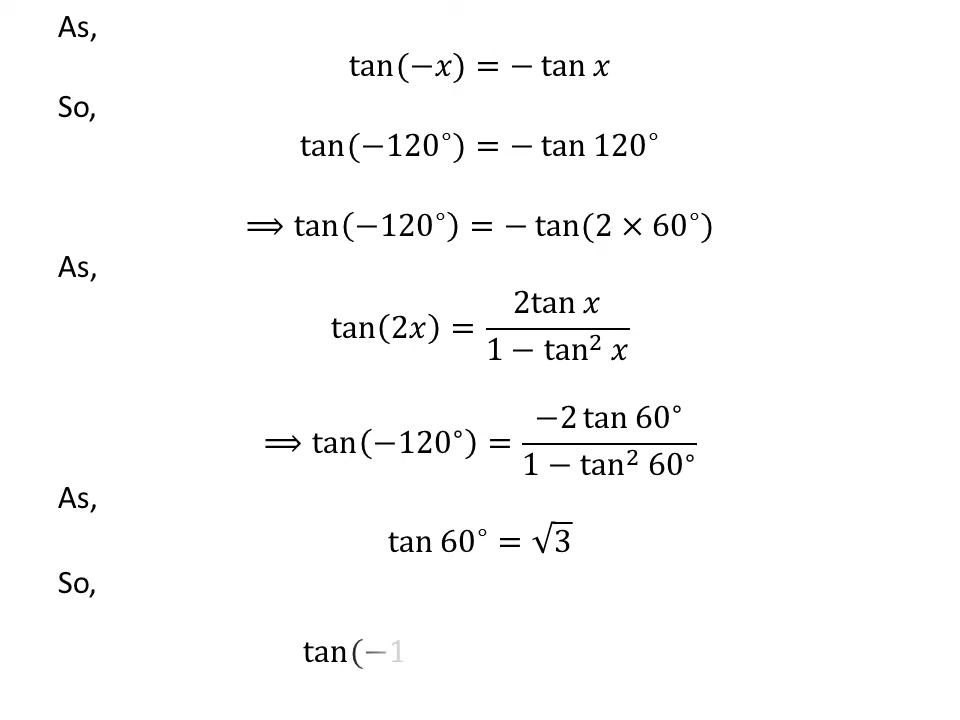 As,
tan(−x) = − tan x
So,
tan(−120°) = − tan 120°
⟹ tan(−120°) = − tan(2 × 60°)
As,
tan(2x) = 2tan x / 1 − tan² x
⟹ tan(−120°) = −2 tan 60° / 1 − tan² 60°
As,
tan 60° = √3
So,
tan(−1